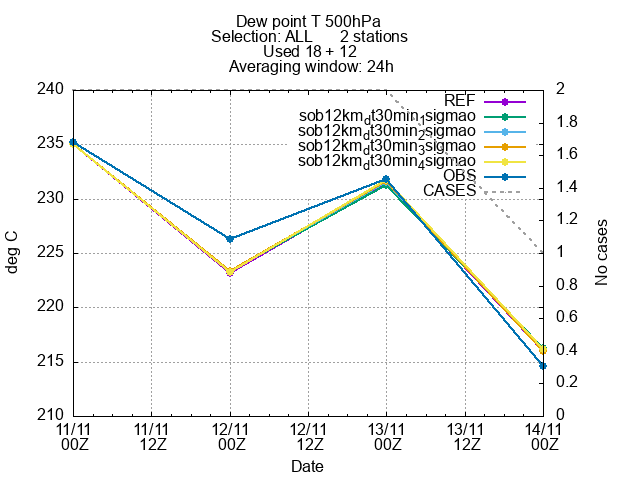 Dew point T 500hPa
Selection: ALL 2 stations
Used 18 + 12
Averaging window: 24h
REF
sob12km_dt30min_1sigmao
sob12km_dt30min_2sigmao
sob12km_dt30min_3sigmao
sob12km_dt30min_4sigmao
OBS
CASES
deg C
240
235
230
225
220
215
210
No cases
2
1.8
1.6
1.4
1.2
1
0.8
0.6
0.4
0.2
0
11/11 11/11 12/11 12/11 13/11 13/11 14/11
00Z 12Z 00Z 12Z 00Z 12Z 00Z
Date